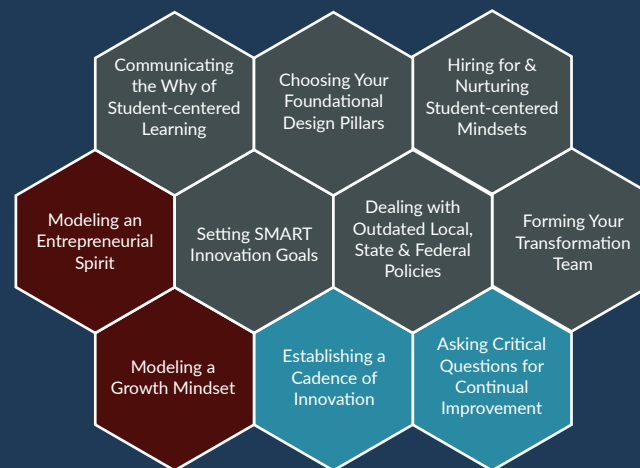 Communicating
the Why of
Student-centered
Learning
Choosing Your
Foundational
Design Pillars
Hiring for &
Nurturing
Student-centered
Mindsets
Modeling an
Entrepreneurial
Spirit
Setting SMART
Innovation Goals
Dealing with
Outdated Local,
State & Federal
Policies
Forming Your
Transformation
Team
Modeling a
Growth Mindset
Establishing a
Cadence of
Innovation
Asking Critical
Questions for
Continual
Improvement